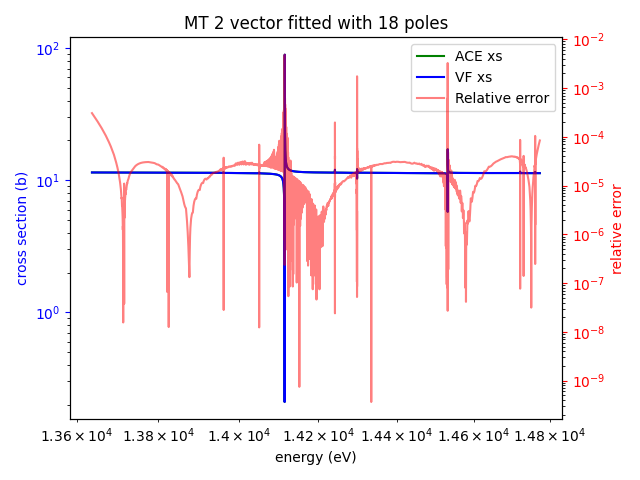 MT 2 vector fitted with 18 poles
ACE xs
VF xs
Relative error
cross section (b)
10²
10¹
10⁰
relative error
10⁻²
10⁻³
10⁻⁴
10⁻⁵
10⁻⁶
10⁻⁷
10⁻⁸
10⁻⁹
1.36 × 10⁴ 1.38 × 10⁴ 1.4 × 10⁴ 1.42 × 10⁴ 1.44 × 10⁴ 1.46 × 10⁴ 1.48 × 10⁴
energy (eV)